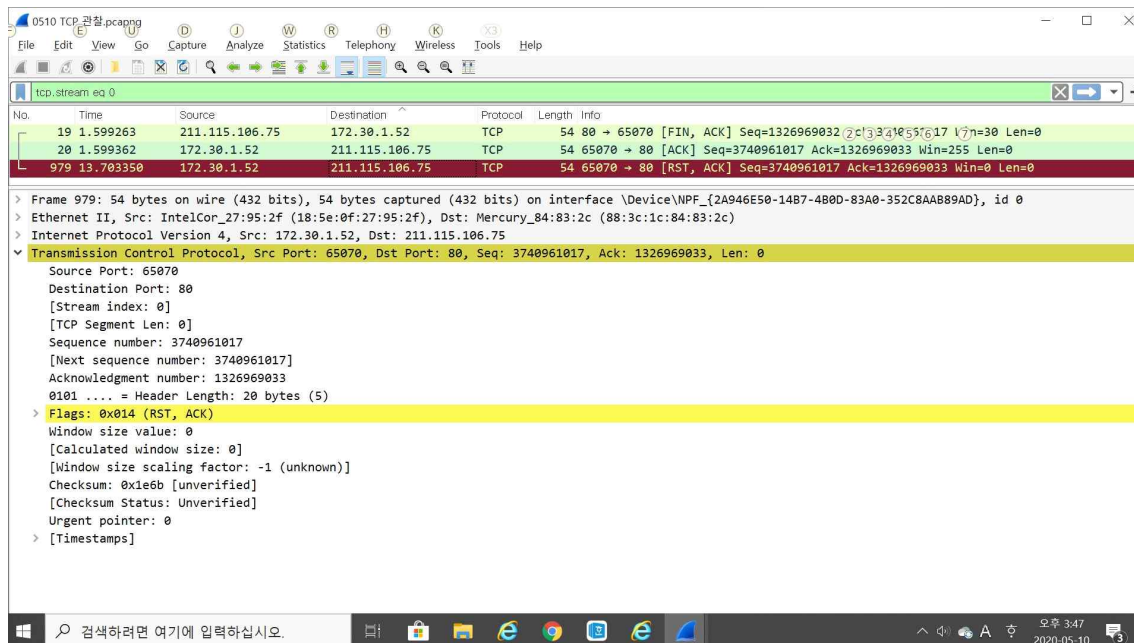 0510 TCP 관찰.pcapng
F E U D J W R H K X3
File Edit View Go Capture Analyze Statistics Telephony Wireless Tools Help
tcp.stream eq 0
No. Time Source Destination Protocol Length Info
19 1.599263 211.115.106.75 172.30.1.52 TCP 54 80 → 65070 [FIN, ACK] Seq=1326969032 Len=0
2 3 4 5 6 7
20 1.599362 172.30.1.52 211.115.106.75 TCP 54 65070 → 80 [ACK] Seq=3740961017 Ack=1326969033 Win=255 Len=0
979 13.703350 172.30.1.52 211.115.106.75 TCP 54 65070 → 80 [RST, ACK] Seq=3740961017 Ack=1326969033 Win=0 Len=0
> Frame 979: 54 bytes on wire (432 bits), 54 bytes captured (432 bits) on interface \Device\NPF_{2A946E50-14B7-4B0D-83A0-352C8AAB89AD}, id 0
> Ethernet II, Src: IntelCor_27:95:2f (18:5e:0f:27:95:2f), Dst: Mercury_84:83:2c (88:3c:1c:84:83:2c)
> Internet Protocol Version 4, Src: 172.30.1.52, Dst: 211.115.106.75
Transmission Control Protocol, Src Port: 65070, Dst Port: 80, Seq: 3740961017, Ack: 1326969033, Len: 0
Source Port: 65070
Destination Port: 80
[Stream index: 0]
[TCP Segment Len: 0]
Sequence number: 3740961017
[Next sequence number: 3740961017]
Acknowledgment number: 1326969033
0101 .... = Header Length: 20 bytes (5)
> Flags: 0x014 (RST, ACK)
Window size value: 0
[Calculated window size: 0]
[Window size scaling factor: -1 (unknown)]
Checksum: 0x1e6b [unverified]
[Checksum Status: Unverified]
Urgent pointer: 0
> [Timestamps]
검색하려면 여기에 입력하십시오.
A 호 오후 3:47
2020-05-10 3